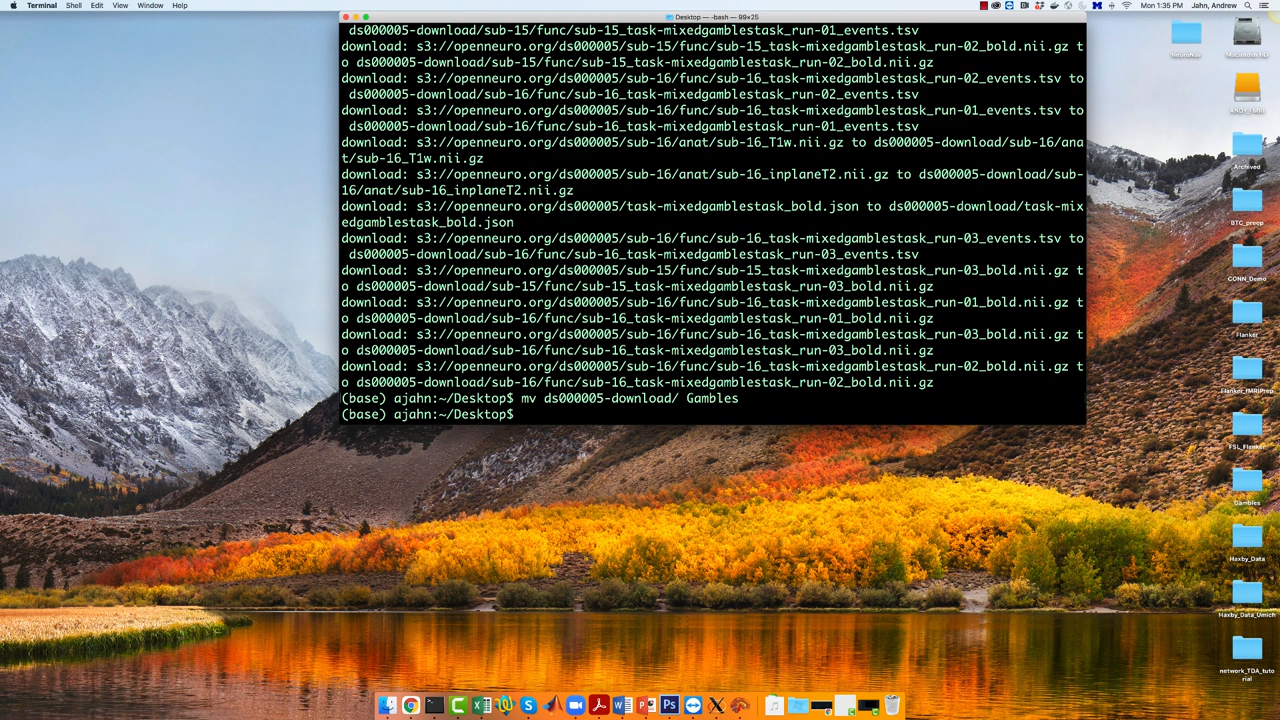 Terminal Shell Edit View Window Help
Mon 1:35 PM Jahn, Andrew
Desktop — -bash — 99×25
ds000005-download/sub-15/func/sub-15_task-mixedgamblestask_run-01_events.tsv
download: s3://openneuro.org/ds000005/sub-15/func/sub-15_task-mixedgamblestask_run-02_bold.nii.gz t
o ds000005-download/sub-15/func/sub-15_task-mixedgamblestask_run-02_bold.nii.gz
download: s3://openneuro.org/ds000005/sub-16/func/sub-16_task-mixedgamblestask_run-02_events.tsv to
ds000005-download/sub-16/func/sub-16_task-mixedgamblestask_run-02_events.tsv
download: s3://openneuro.org/ds000005/sub-16/func/sub-16_task-mixedgamblestask_run-01_events.tsv to
ds000005-download/sub-16/func/sub-16_task-mixedgamblestask_run-01_events.tsv
download: s3://openneuro.org/ds000005/sub-16/anat/sub-16_T1w.nii.gz to ds000005-download/sub-16/ana
t/sub-16_T1w.nii.gz
download: s3://openneuro.org/ds000005/sub-16/anat/sub-16_inplaneT2.nii.gz to ds000005-download/sub-
16/anat/sub-16_inplaneT2.nii.gz
download: s3://openneuro.org/ds000005/task-mixedgamblestask_bold.json to ds000005-download/task-mix
edgamblestask_bold.json
download: s3://openneuro.org/ds000005/sub-16/func/sub-16_task-mixedgamblestask_run-03_events.tsv to
ds000005-download/sub-16/func/sub-16_task-mixedgamblestask_run-03_events.tsv
download: s3://openneuro.org/ds000005/sub-15/func/sub-15_task-mixedgamblestask_run-03_bold.nii.gz t
o ds000005-download/sub-15/func/sub-15_task-mixedgamblestask_run-03_bold.nii.gz
download: s3://openneuro.org/ds000005/sub-16/func/sub-16_task-mixedgamblestask_run-01_bold.nii.gz t
o ds000005-download/sub-16/func/sub-16_task-mixedgamblestask_run-01_bold.nii.gz
download: s3://openneuro.org/ds000005/sub-16/func/sub-16_task-mixedgamblestask_run-03_bold.nii.gz t
o ds000005-download/sub-16/func/sub-16_task-mixedgamblestask_run-03_bold.nii.gz
download: s3://openneuro.org/ds000005/sub-16/func/sub-16_task-mixedgamblestask_run-02_bold.nii.gz t
o ds000005-download/sub-16/func/sub-16_task-mixedgamblestask_run-02_bold.nii.gz
(base) ajahn:~/Desktop$ mv ds000005-download/ Gambles
(base) ajahn:~/Desktop$
NeuroNav
Macintosh HD
ANDY_FMRI
Archived
BTC_preop
CONN_Demo
Flanker
Flanker_fMRIPrep
FSL_Flanker
Gambles
Haxby_Data
Haxby_Data_Umich
network_TDA_tuto
rial